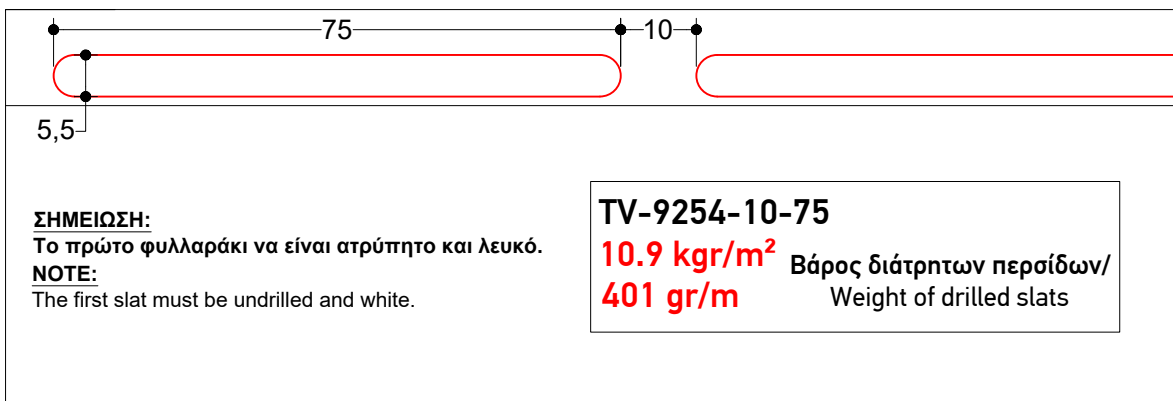 75
10
5,5
ΣΗΜΕΙΩΣΗ:
Το πρώτο φυλλαράκι να είναι ατρύπητο και λευκό.
NOTE:
The first slat must be undrilled and white.
TV-9254-10-75
10.9 kgr/m²
401 gr/m
Βάρος διάτρητων περσίδων/
Weight of drilled slats